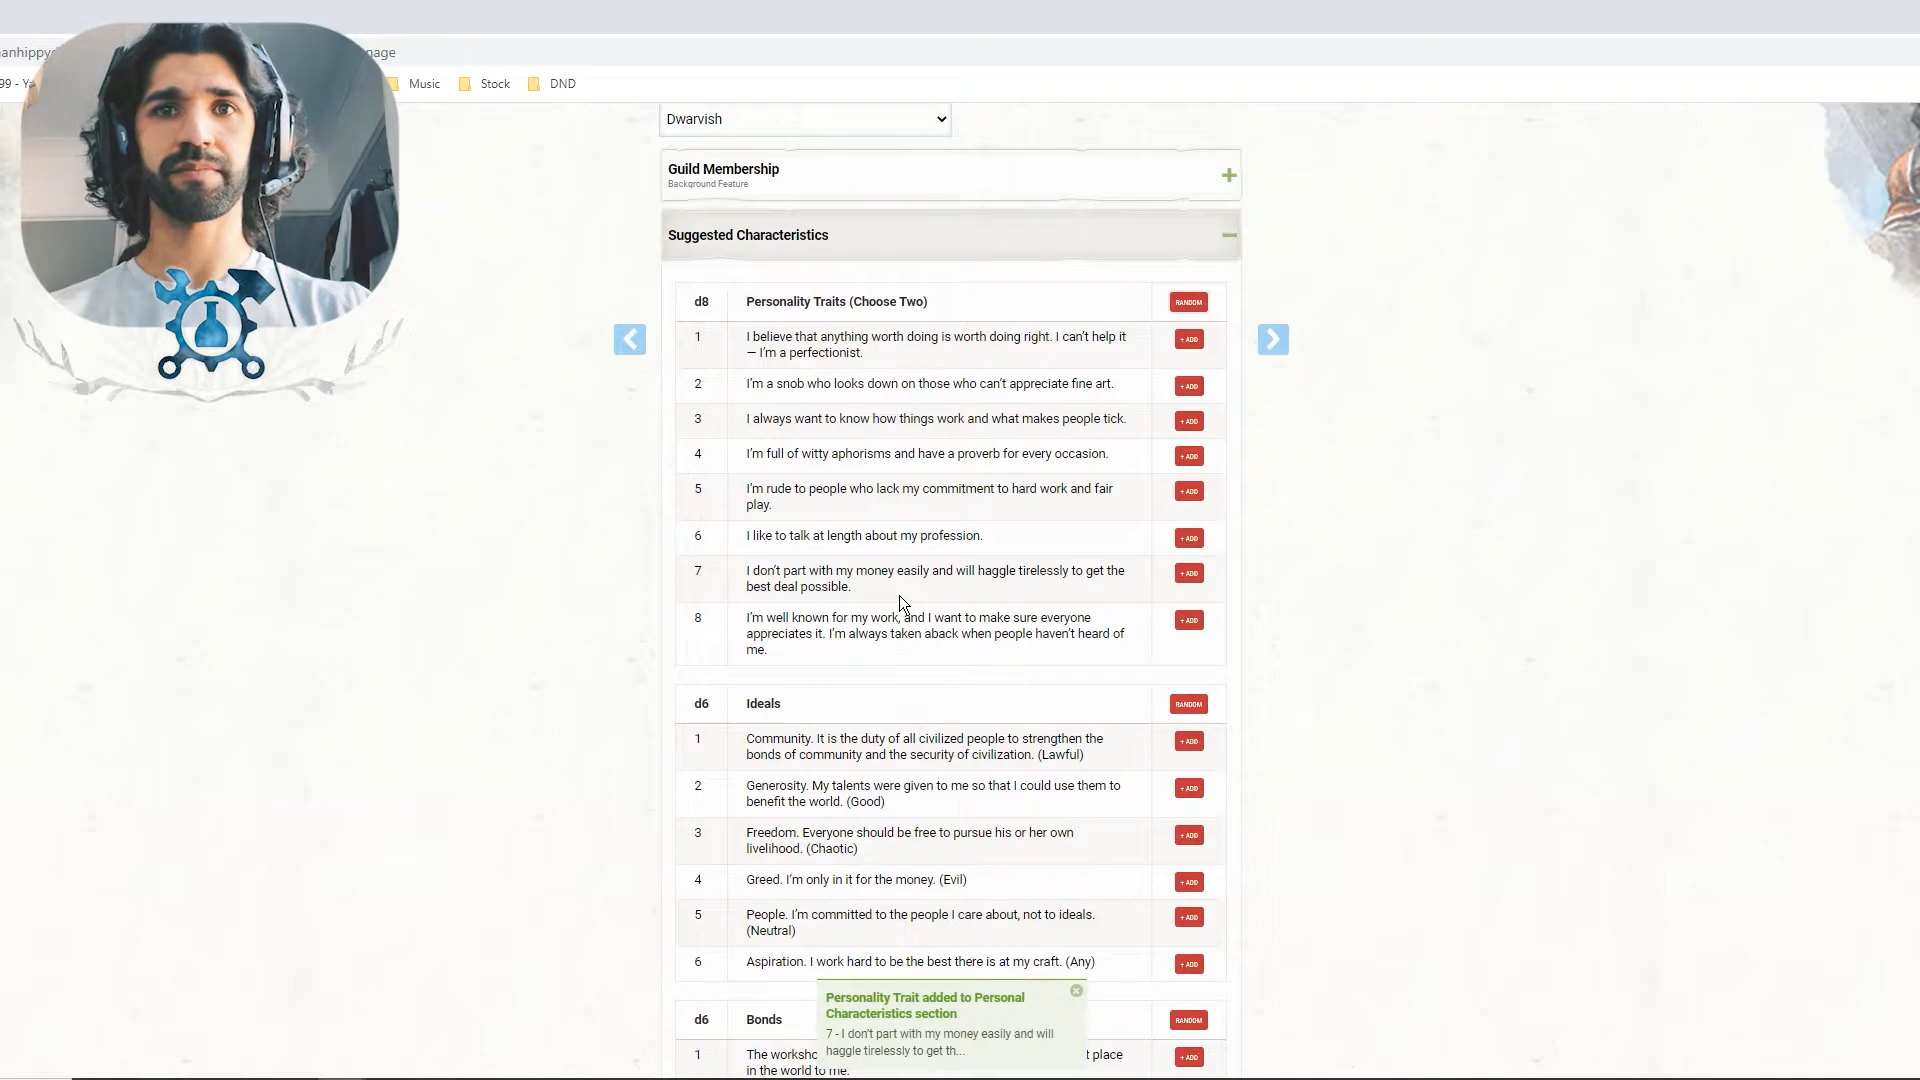 anhippy
nage
99 - Ya
Music
Stock
DND
Dwarvish
Guild Membership
Background Feature
Suggested Characteristics
d8
Personality Traits (Choose Two)
RANDOM
1
I believe that anything worth doing is worth doing right. I can't help it
— I'm a perfectionist.
+ ADD
2
I'm a snob who looks down on those who can't appreciate fine art.
+ ADD
3
I always want to know how things work and what makes people tick.
+ ADD
4
I'm full of witty aphorisms and have a proverb for every occasion.
+ ADD
5
I'm rude to people who lack my commitment to hard work and fair
play.
+ ADD
6
I like to talk at length about my profession.
+ ADD
7
I don't part with my money easily and will haggle tirelessly to get the
best deal possible.
+ ADD
8
I'm well known for my work, and I want to make sure everyone
appreciates it. I'm always taken aback when people haven't heard of
me.
+ ADD
d6
Ideals
RANDOM
1
Community. It is the duty of all civilized people to strengthen the
bonds of community and the security of civilization. (Lawful)
+ ADD
2
Generosity. My talents were given to me so that I could use them to
benefit the world. (Good)
+ ADD
3
Freedom. Everyone should be free to pursue his or her own
livelihood. (Chaotic)
+ ADD
4
Greed. I'm only in it for the money. (Evil)
+ ADD
5
People. I'm committed to the people I care about, not to ideals.
(Neutral)
+ ADD
6
Aspiration. I work hard to be the best there is at my craft. (Any)
+ ADD
d6
Bonds
RANDOM
1
The worksho
t place
in the world to me.
+ ADD
Personality Trait added to Personal
Characteristics section
7 - I don't part with my money easily and will
haggle tirelessly to get th...